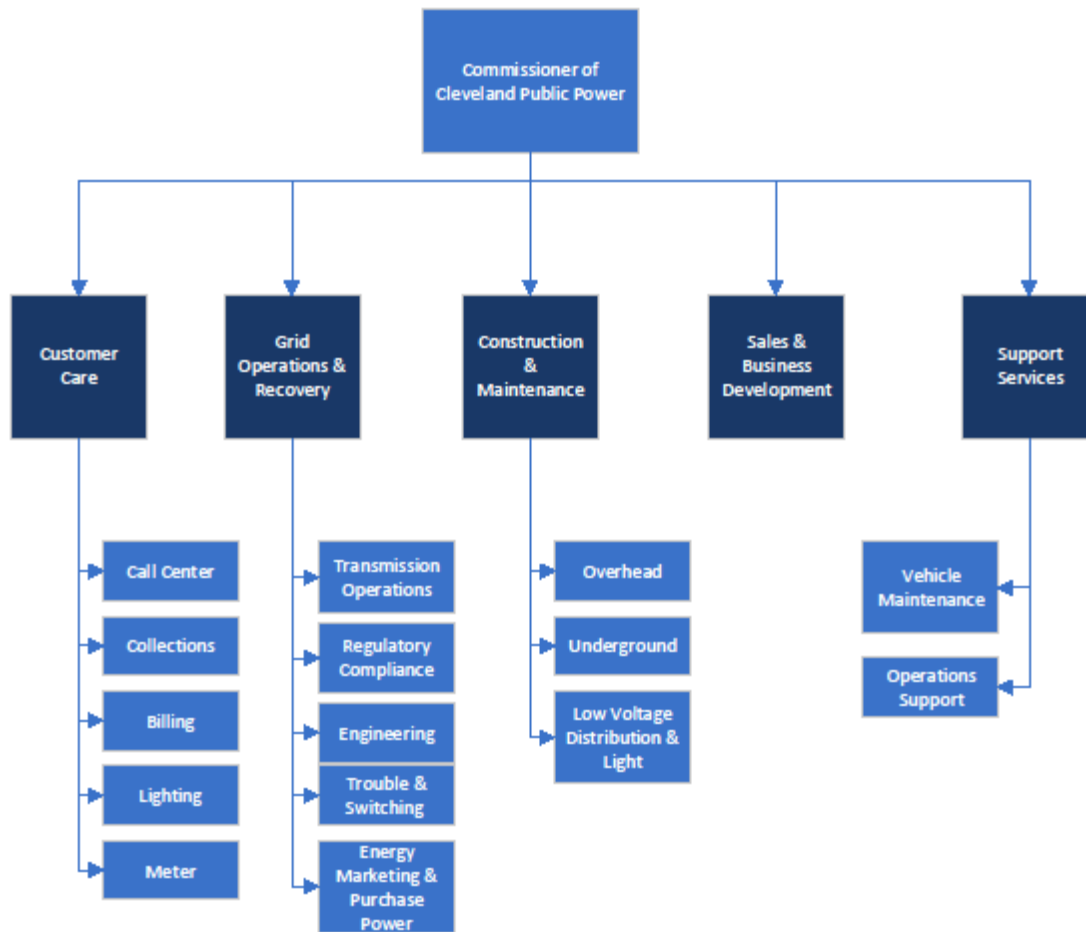 Commissioner of
Cleveland Public Power
Customer
Care
Grid
Operations &
Recovery
Construction
&
Maintenance
Sales &
Business
Development
Support
Services
Call Center
Collections
Billing
Lighting
Meter
Transmission
Operations
Regulatory
Compliance
Engineering
Trouble &
Switching
Energy
Marketing &
Purchase
Power
Overhead
Underground
Low Voltage
Distribution &
Light
Vehicle
Maintenance
Operations
Support